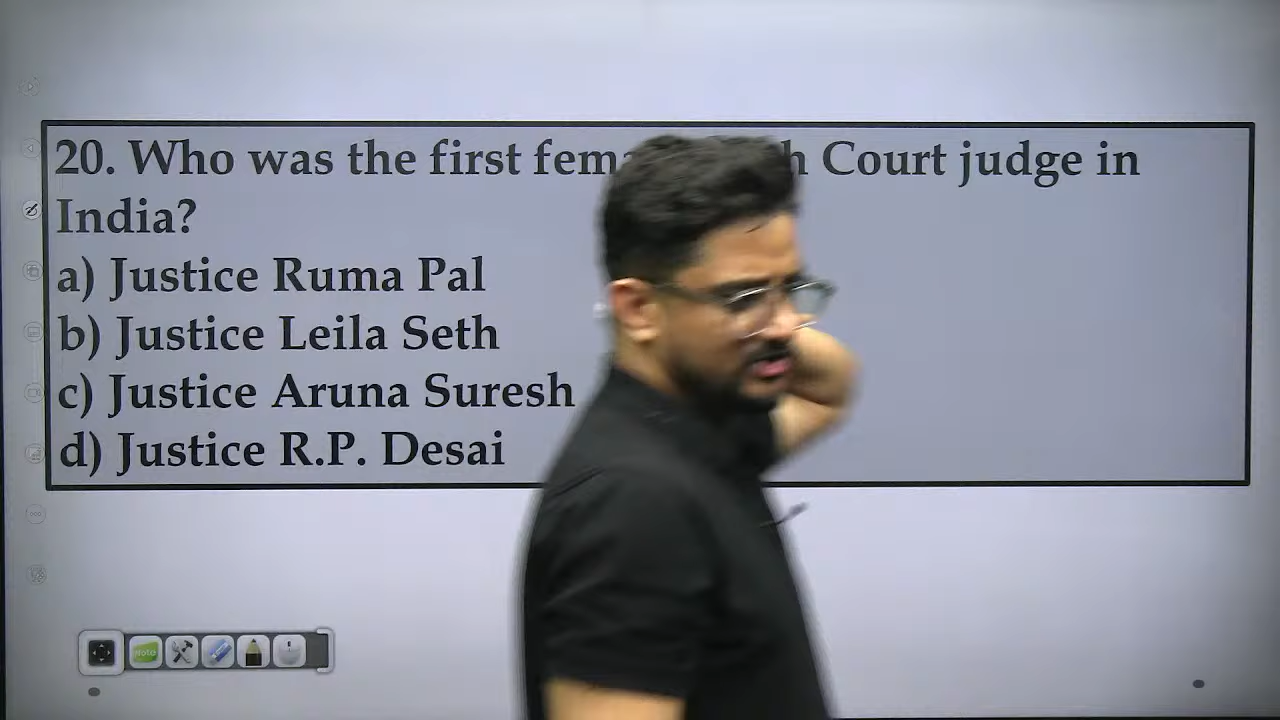 20. Who was the first Court judge in
India?
a) Justice Ruma Pal
b) Justice Leila Seth
c) Justice Aruna Suresh
d) Justice R.P. Desai
Note